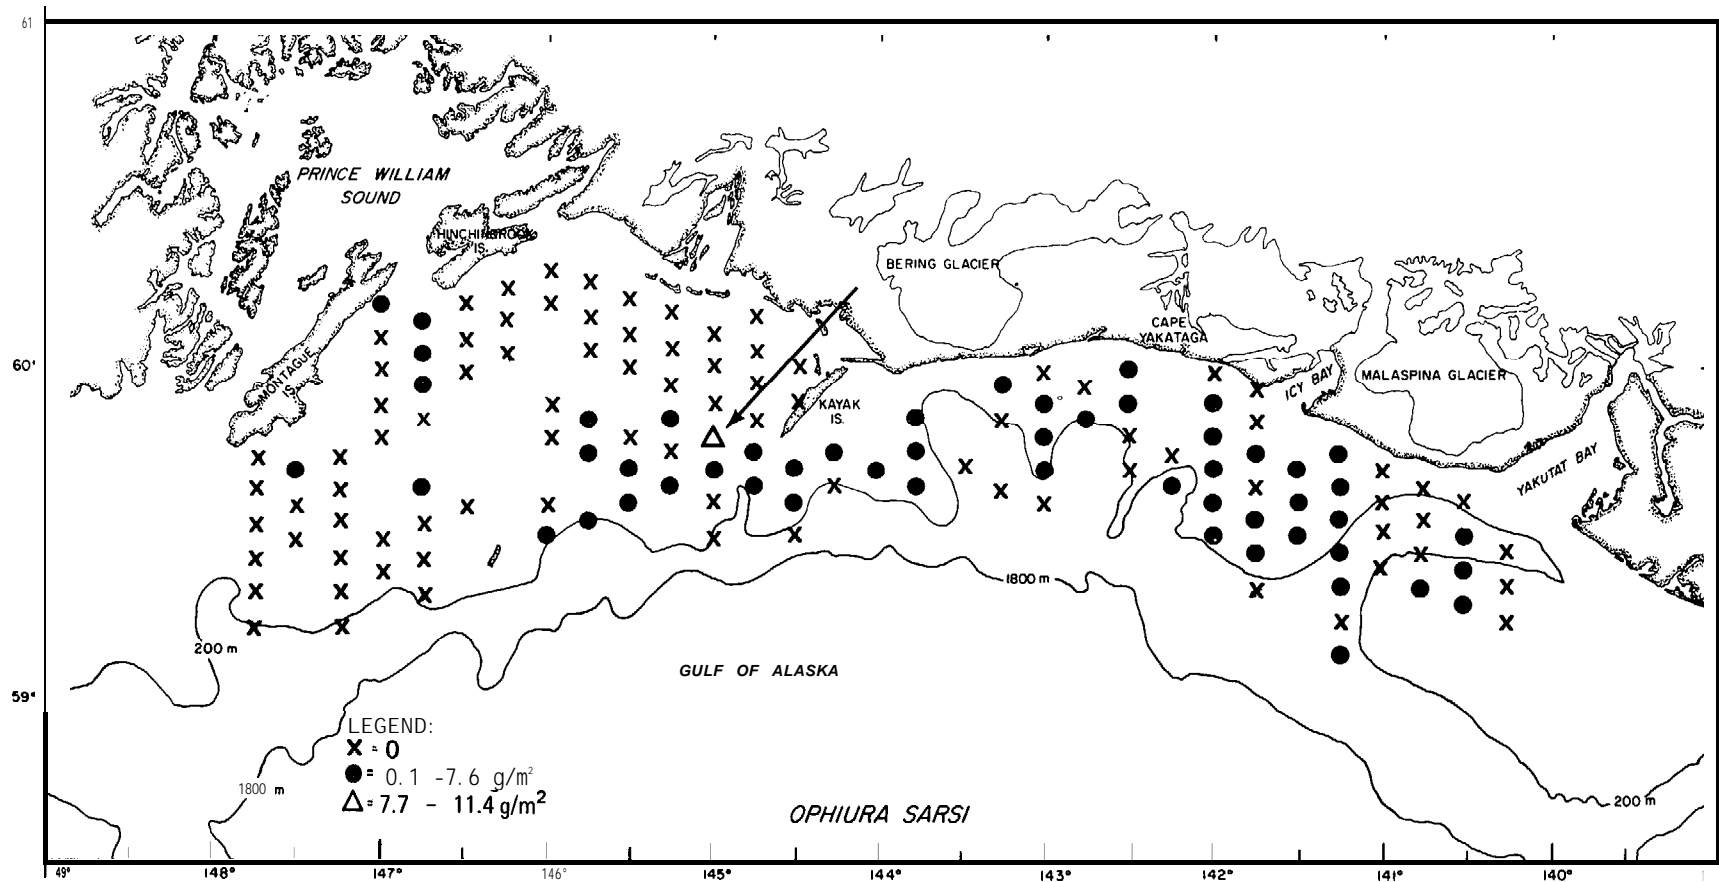 61
PRINCE WILLIAM
SOUND
HINCHINBROOK
IS.
BERING GLACIER
CAPE
YAKATAGA
60°
MONTAGUE
IS.
KAYAK
IS.
ICY BAY
MALASPINA GLACIER
YAKUTAT BAY
1800 m
200 m
GULF OF ALASKA
59°
LEGEND:
X = 0
● = 0.1 -7.6 g/m²
△ = 7.7 - 11.4 g/m²
1800 m
200 m
OPHIURA SARSI
49° 148° 147° 146° 145° 144° 143° 142° 141° 140°